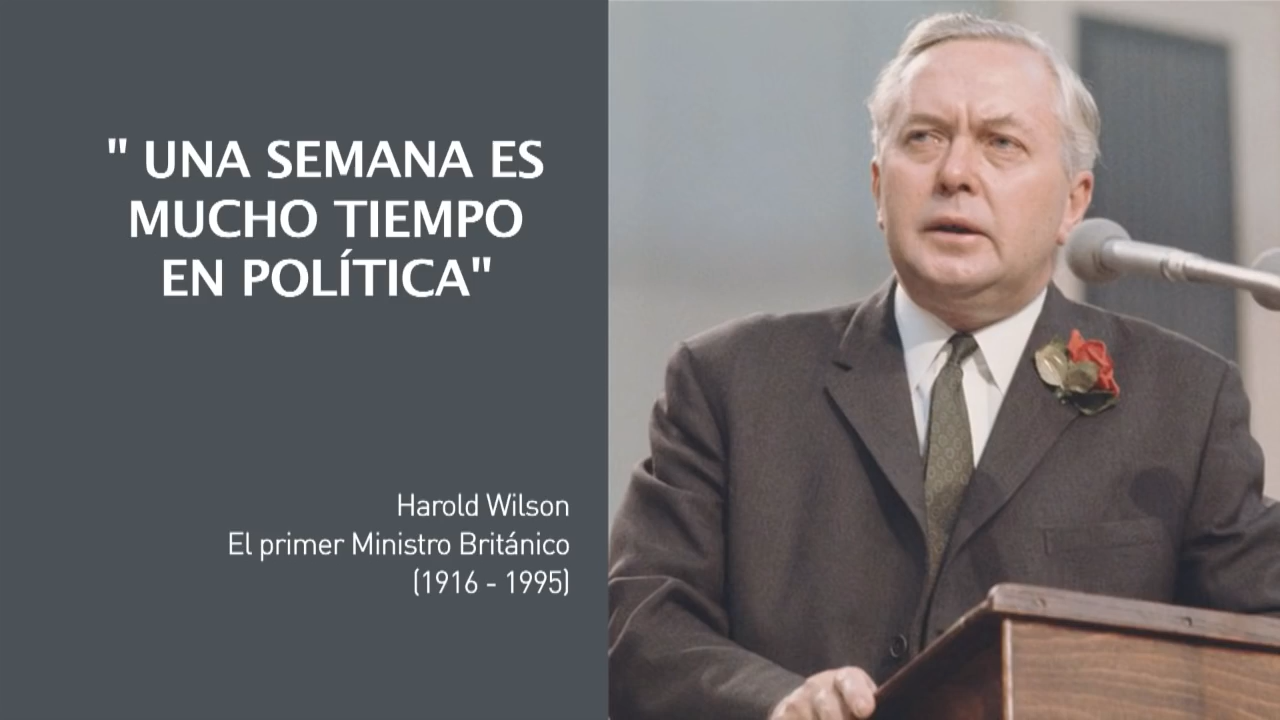 " UNA SEMANA ES
MUCHO TIEMPO
EN POLÍTICA"
Harold Wilson
El primer Ministro Británico
(1916 - 1995)